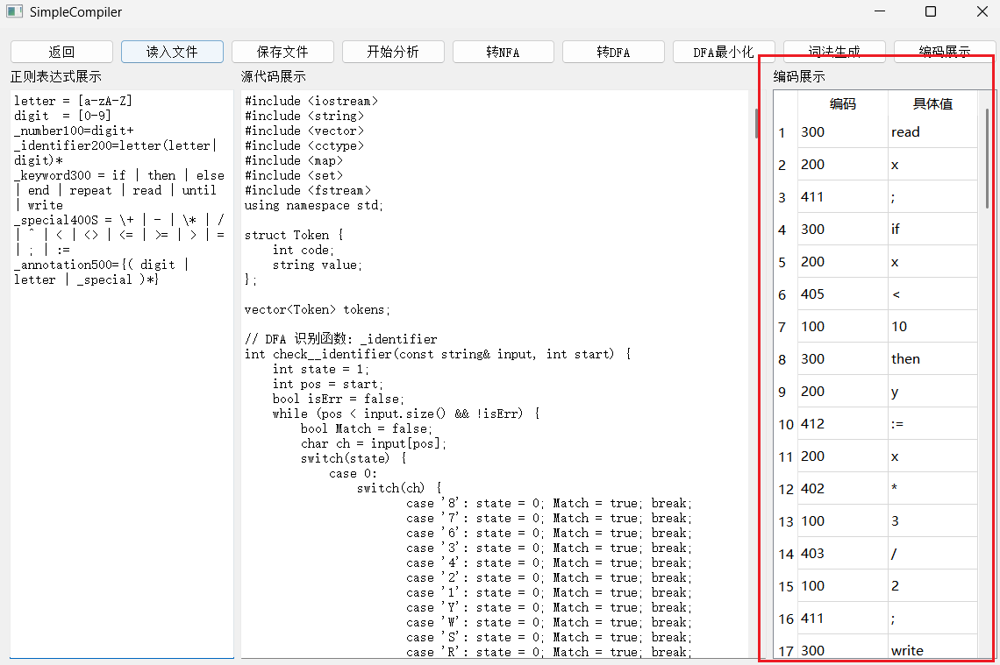 SimpleCompiler
返回 读入文件 保存文件 开始分析 转NFA 转DFA DFA最小化 词法生成 编码展示
正则表达式展示
letter = [a-zA-Z]
digit  = [0-9]
_number100=digit+
_identifier200=letter(letter|
digit)*
_keyword300 = if | then | else
| end | repeat | read | until
| write
_special400S = \+ | - | \* | /
| ^ | < | <> | <= | >= | > | =
| ; | :=
_annotation500={( digit |
letter | _special )*}
源代码展示
#include <iostream>
#include <string>
#include <vector>
#include <cctype>
#include <map>
#include <set>
#include <fstream>
using namespace std;
struct Token {
    int code;
    string value;
};
vector<Token> tokens;
// DFA 识别函数: _identifier
int check__identifier(const string& input, int start) {
    int state = 1;
    int pos = start;
    bool isErr = false;
    while (pos < input.size() && !isErr) {
        bool Match = false;
        char ch = input[pos];
        switch(state) {
            case 0:
                switch(ch) {
                    case '8': state = 0; Match = true; break;
                    case '7': state = 0; Match = true; break;
                    case '6': state = 0; Match = true; break;
                    case '3': state = 0; Match = true; break;
                    case '4': state = 0; Match = true; break;
                    case '2': state = 0; Match = true; break;
                    case '1': state = 0; Match = true; break;
                    case 'Y': state = 0; Match = true; break;
                    case 'W': state = 0; Match = true; break;
                    case 'S': state = 0; Match = true; break;
                    case 'R': state = 0; Match = true; break;
编码展示
编码 具体值
1 300 read
2 200 x
3 411 ;
4 300 if
5 200 x
6 405 <
7 100 10
8 300 then
9 200 y
10 412 :=
11 200 x
12 402 *
13 100 3
14 403 /
15 100 2
16 411 ;
17 300 write